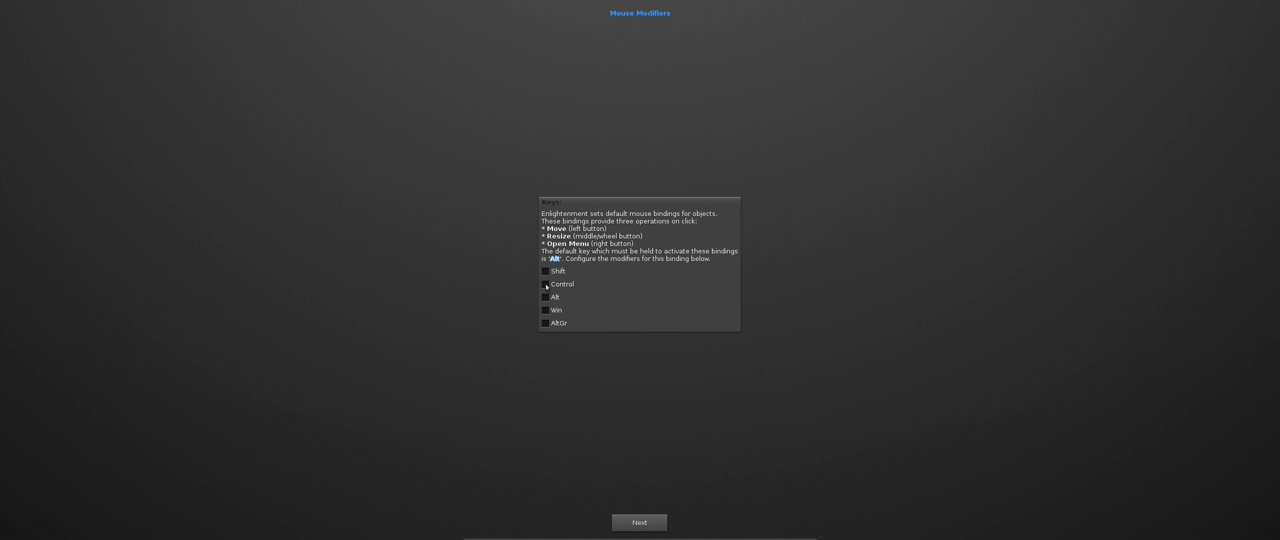 Mouse Modifiers
Keys:
Enlightenment sets default mouse bindings for objects.
These bindings provide three operations on click:
* Move (left button)
* Resize (middle/wheel button)
* Open Menu (right button)
The default key which must be held to activate these bindings
is 'Alt'. Configure the modifiers for this binding below.
Shift
Control
Alt
Win
AltGr
Next